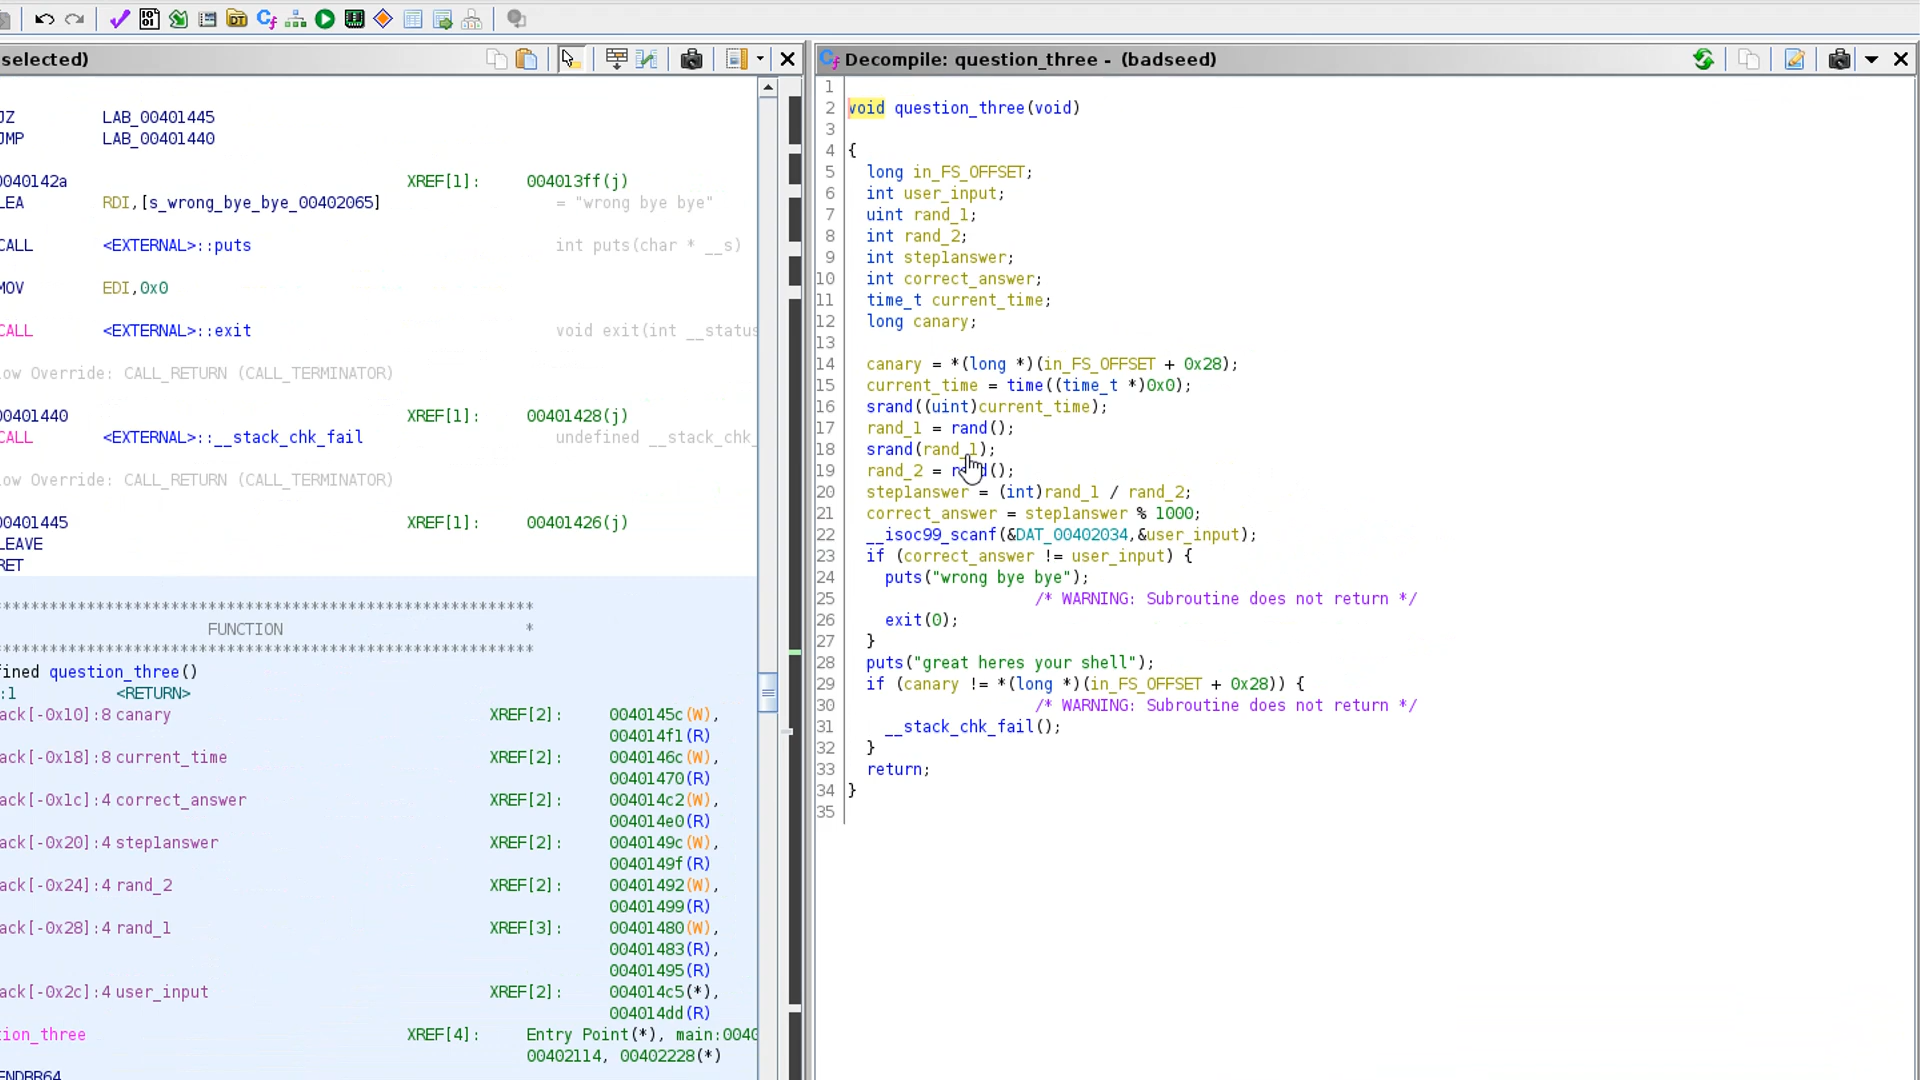 selected)
JZ LAB_00401445
JMP LAB_00401440
0040142a XREF[1]: 004013ff(j)
LEA RDI,[s_wrong_bye_bye_00402065] = "wrong bye bye"
CALL <EXTERNAL>::puts int puts(char * __s)
MOV EDI,0x0
CALL <EXTERNAL>::exit void exit(int __status
low Override: CALL_RETURN (CALL_TERMINATOR)
00401440 XREF[1]: 00401428(j)
CALL <EXTERNAL>::__stack_chk_fail undefined __stack_chk_
low Override: CALL_RETURN (CALL_TERMINATOR)
00401445 XREF[1]: 00401426(j)
LEAVE
RET
*********************************************************
FUNCTION *
*********************************************************
fined question_three()
:1 <RETURN>
ack[-0x10]:8 canary XREF[2]: 0040145c(W),
004014f1(R)
ack[-0x18]:8 current_time XREF[2]: 0040146c(W),
00401470(R)
ack[-0x1c]:4 correct_answer XREF[2]: 004014c2(W),
004014e0(R)
ack[-0x20]:4 step1answer XREF[2]: 0040149c(W),
0040149f(R)
ack[-0x24]:4 rand_2 XREF[2]: 00401492(W),
00401499(R)
ack[-0x28]:4 rand_1 XREF[3]: 00401480(W),
00401483(R),
00401495(R)
ack[-0x2c]:4 user_input XREF[2]: 004014c5(*),
004014dd(R)
tion_three XREF[4]: Entry Point(*), main:0040
00402114, 00402228(*)
ENDBR64
Decompile: question_three - (badseed)
1
2 void question_three(void)
3
4 {
5 long in_FS_OFFSET;
6 int user_input;
7 uint rand_1;
8 int rand_2;
9 int step1answer;
10 int correct_answer;
11 time_t current_time;
12 long canary;
13
14 canary = *(long *)(in_FS_OFFSET + 0x28);
15 current_time = time((time_t *)0x0);
16 srand((uint)current_time);
17 rand_1 = rand();
18 srand(rand_1);
19 rand_2 = rand();
20 step1answer = (int)rand_1 / rand_2;
21 correct_answer = step1answer % 1000;
22 __isoc99_scanf(&DAT_00402034,&user_input);
23 if (correct_answer != user_input) {
24 puts("wrong bye bye");
25 /* WARNING: Subroutine does not return */
26 exit(0);
27 }
28 puts("great heres your shell");
29 if (canary != *(long *)(in_FS_OFFSET + 0x28)) {
30 /* WARNING: Subroutine does not return */
31 __stack_chk_fail();
32 }
33 return;
34 }
35